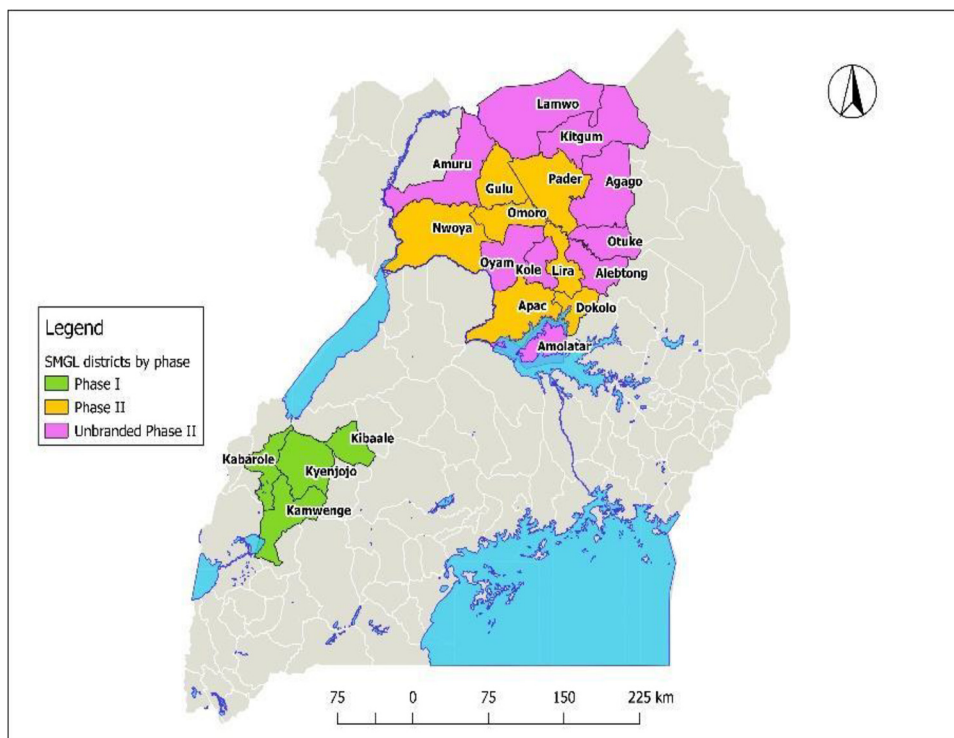 Lamwo
Kitgum
Amuru
Pader
Agago
Gulu
Omoro
Nwoya
Otuke
Oyam
Kole
Lira
Alebtong
Apac
Dokolo
Amolatar
Legend
SMGL districts by phase
Phase I
Phase II
Unbranded Phase II
Kibaale
Kabarole
Kyenjojo
Kamwenge
75 0 75 150 225 km